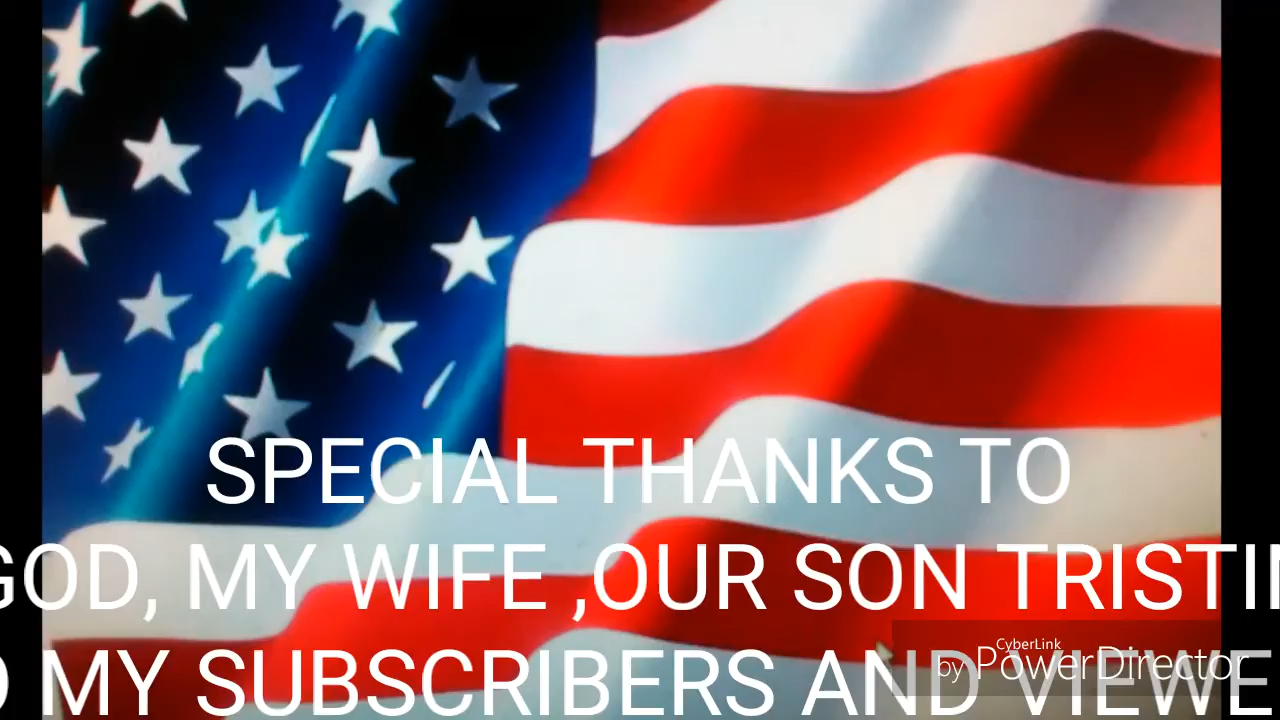 SPECIAL THANKS TO
GOD, MY WIFE ,OUR SON TRISTI
MY SUBSCRIBERS AND VIEWE
CyberLink
by PowerDirector